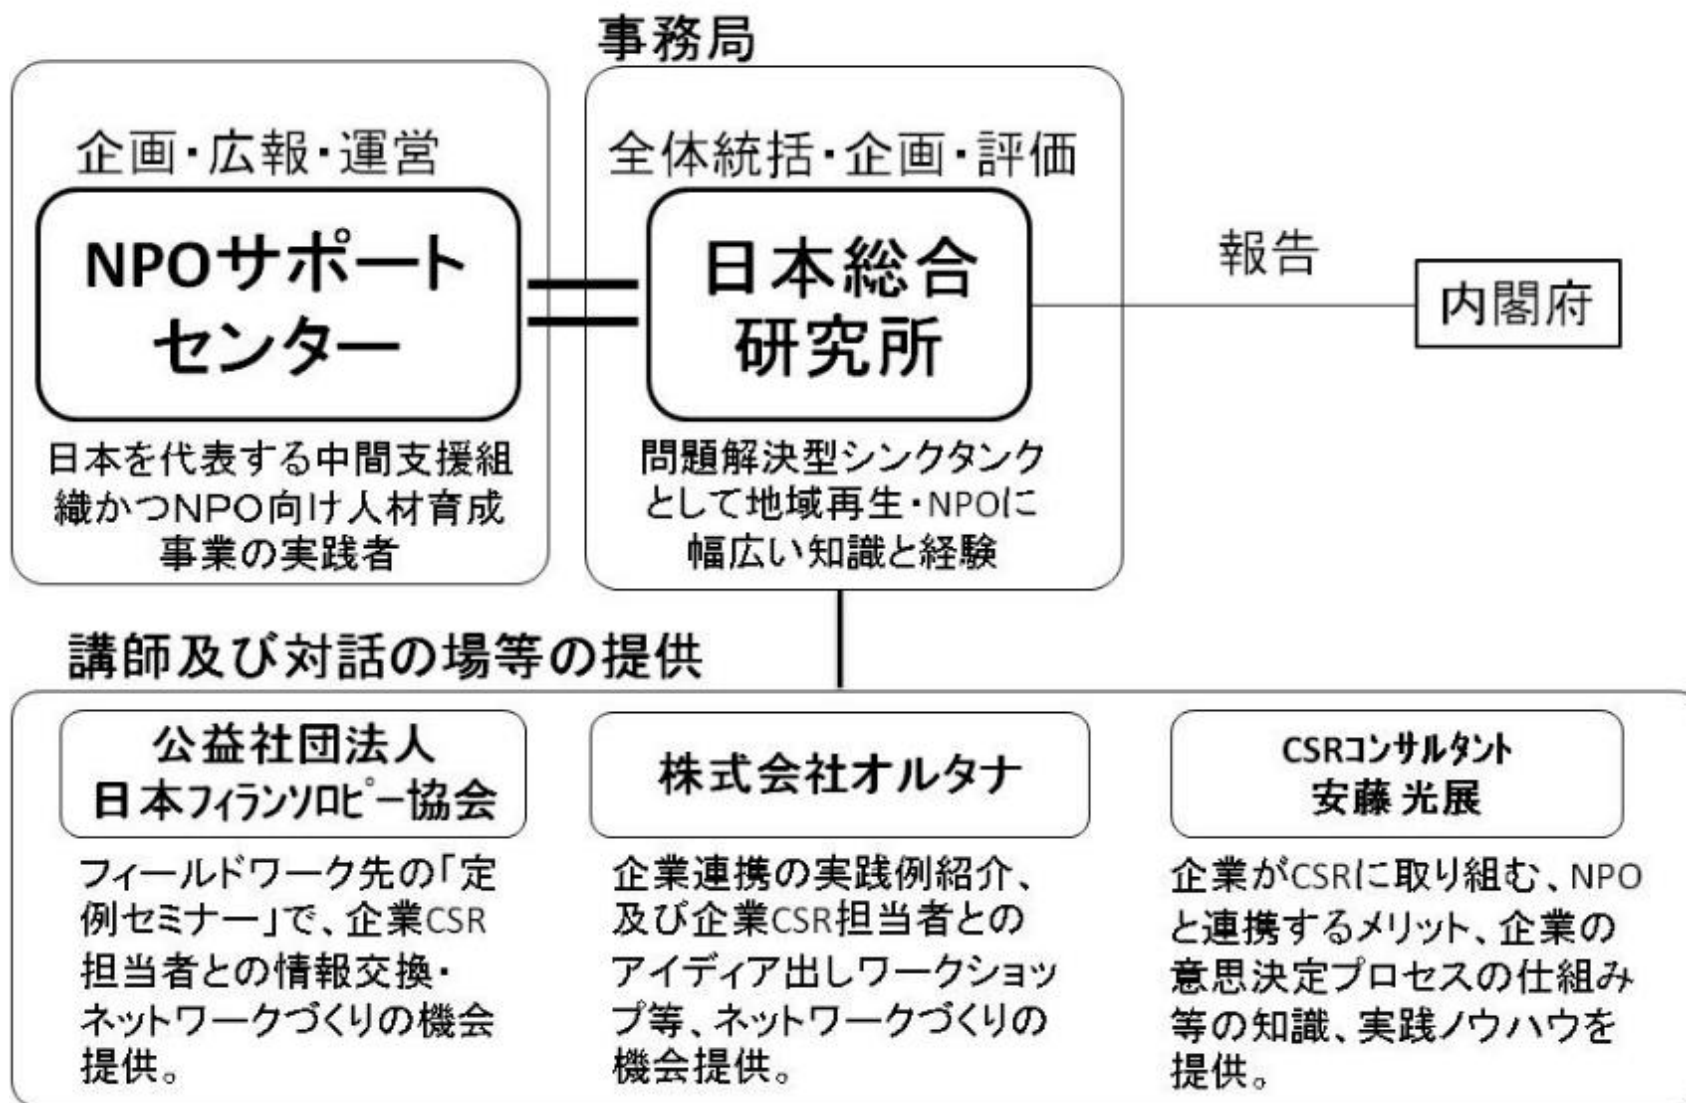 事務局
企画・広報・運営
NPOサポート
センター
日本を代表する中間支援組
織かつNPO向け人材育成
事業の実践者
全体統括・企画・評価
日本総合
研究所
問題解決型シンクタンク
として地域再生・NPOに
幅広い知識と経験
報告
内閣府
講師及び対話の場等の提供
公益社団法人
日本フィランソロピー協会
フィールドワーク先の「定
例セミナー」で、企業CSR
担当者との情報交換・
ネットワークづくりの機会
提供。
株式会社オルタナ
企業連携の実践例紹介、
及び企業CSR担当者との
アイディア出しワークショッ
プ等、ネットワークづくりの
機会提供。
CSRコンサルタント
安藤 光展
企業がCSRに取り組む、NPO
と連携するメリット、企業の
意思決定プロセスの仕組み
等の知識、実践ノウハウを
提供。